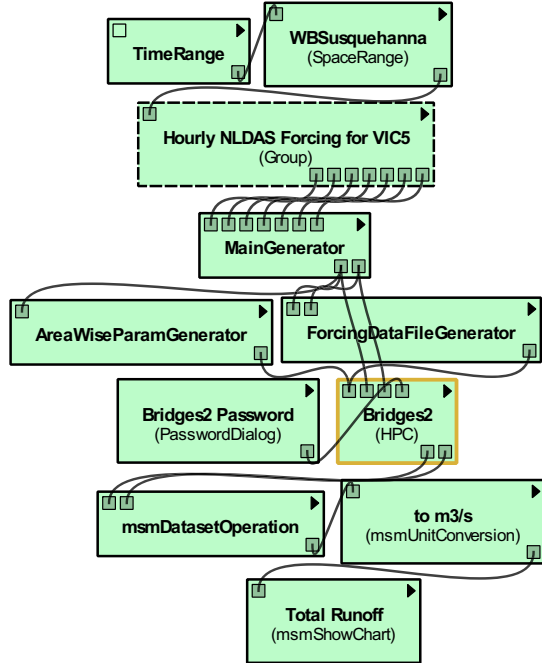 TimeRange
WBSusquehanna
(SpaceRange)
Hourly NLDAS Forcing for VIC5
(Group)
MainGenerator
AreaWiseParamGenerator
ForcingDataFileGenerator
Bridges2 Password
(PasswordDialog)
Bridges2
(HPC)
msmDatasetOperation
to m3/s
(msmUnitConversion)
Total Runoff
(msmShowChart)